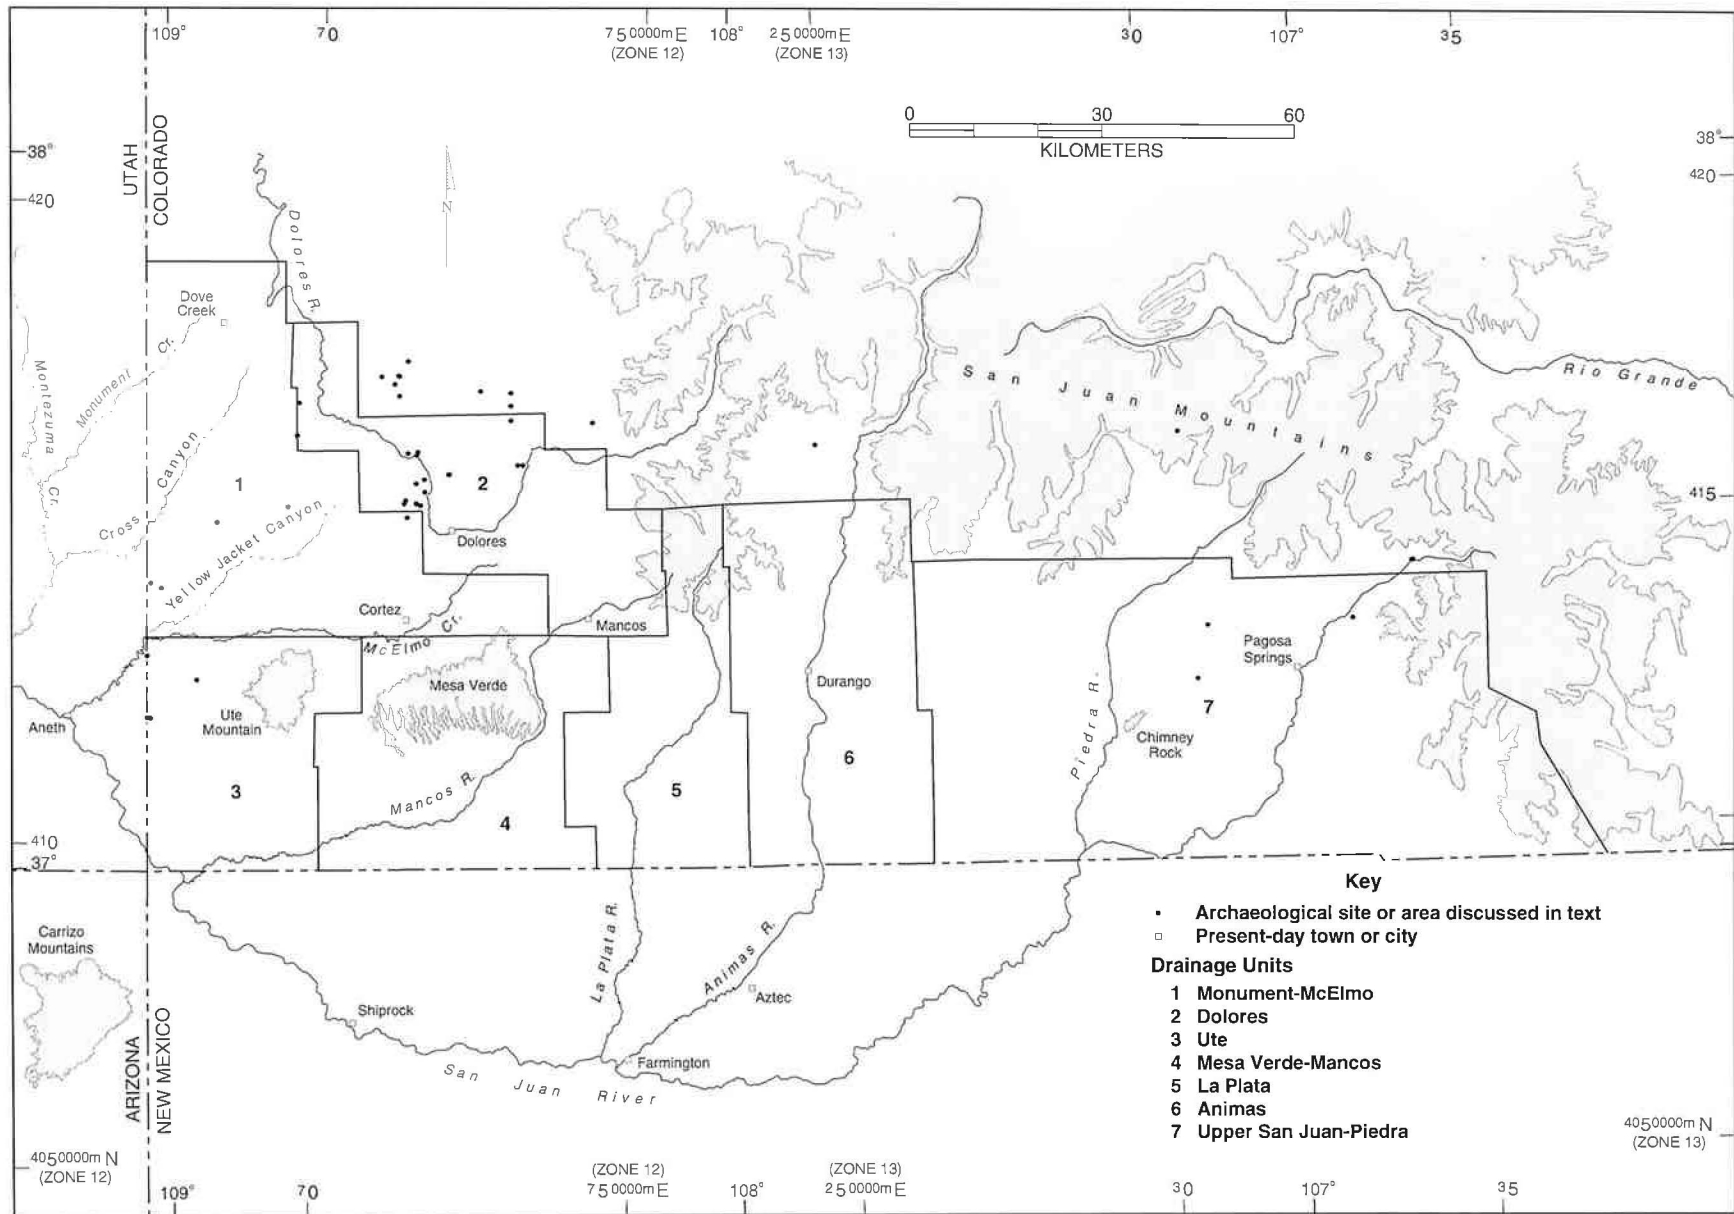 109°
70
750000m E
(ZONE 12)
108°
250000m E
(ZONE 13)
30
107°
35
0
30
60
KILOMETERS
38°
38°
420
420
UTAH
COLORADO
N
Dolores R.
Dove
Creek
Monument Cr.
Montezuma Cr.
San Juan Mountains
Rio Grande
Cross Canyon
1
2
415
Yellow Jacket Canyon
Dolores
Cortez
McElmo Cr.
Mancos
Pagosa
Springs
Mesa Verde
Durango
Aneth
Ute
Mountain
Piedra R.
7
Chimney
Rock
6
3
5
Mancos R.
4
410
37°
Key
Archaeological site or area discussed in text
Present-day town or city
Drainage Units
1 Monument-McElmo
2 Dolores
3 Ute
4 Mesa Verde-Mancos
5 La Plata
6 Animas
7 Upper San Juan-Piedra
Carrizo
Mountains
La Plata R.
Animas R.
Aztec
Shiprock
Farmington
San Juan River
ARIZONA
NEW MEXICO
4050000m N
(ZONE 12)
4050000m N
(ZONE 13)
109°
70
(ZONE 12)
750000m E
108°
(ZONE 13)
250000m E
30
107°
35